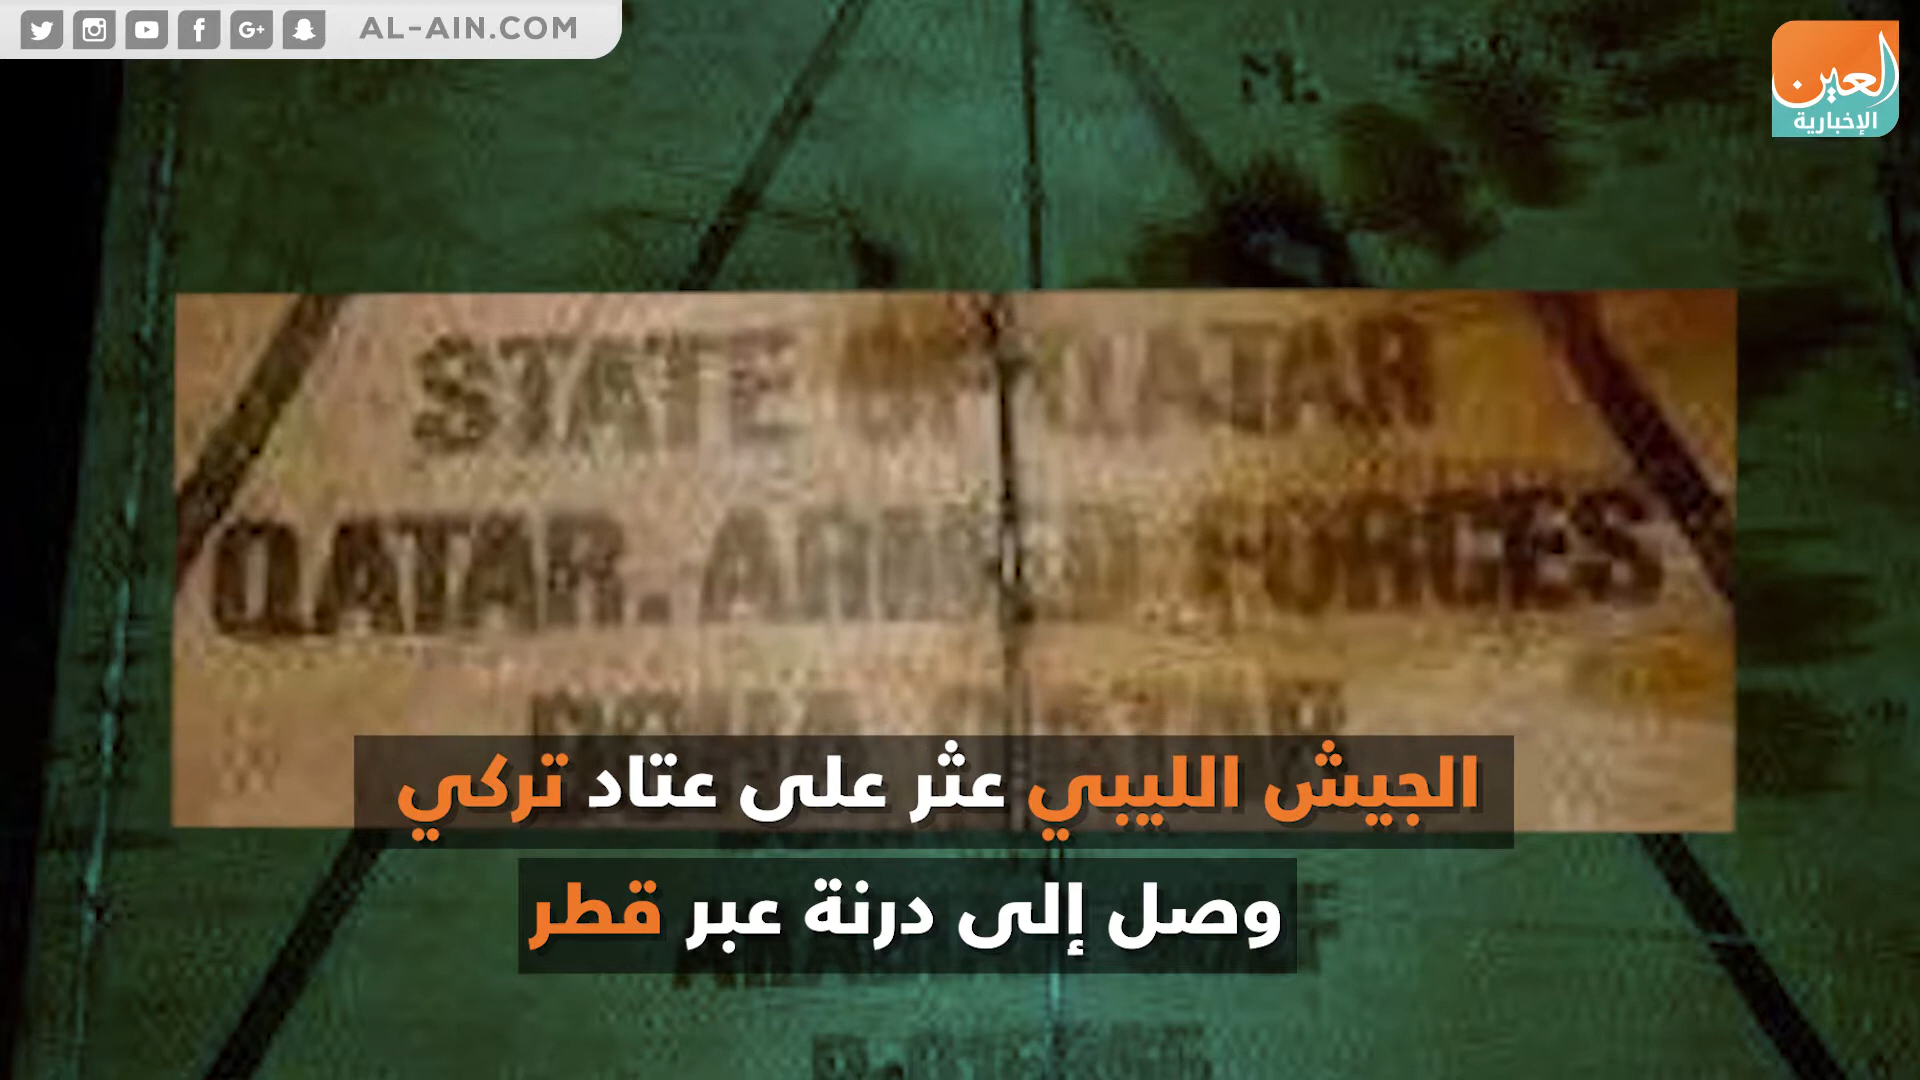 AL-AIN.COM
العين
الإخبارية
STATE OF QATAR
QATAR. ARMED FORCES
الجيش الليبي عثر على عتاد تركي
وصل إلى درنة عبر قطر